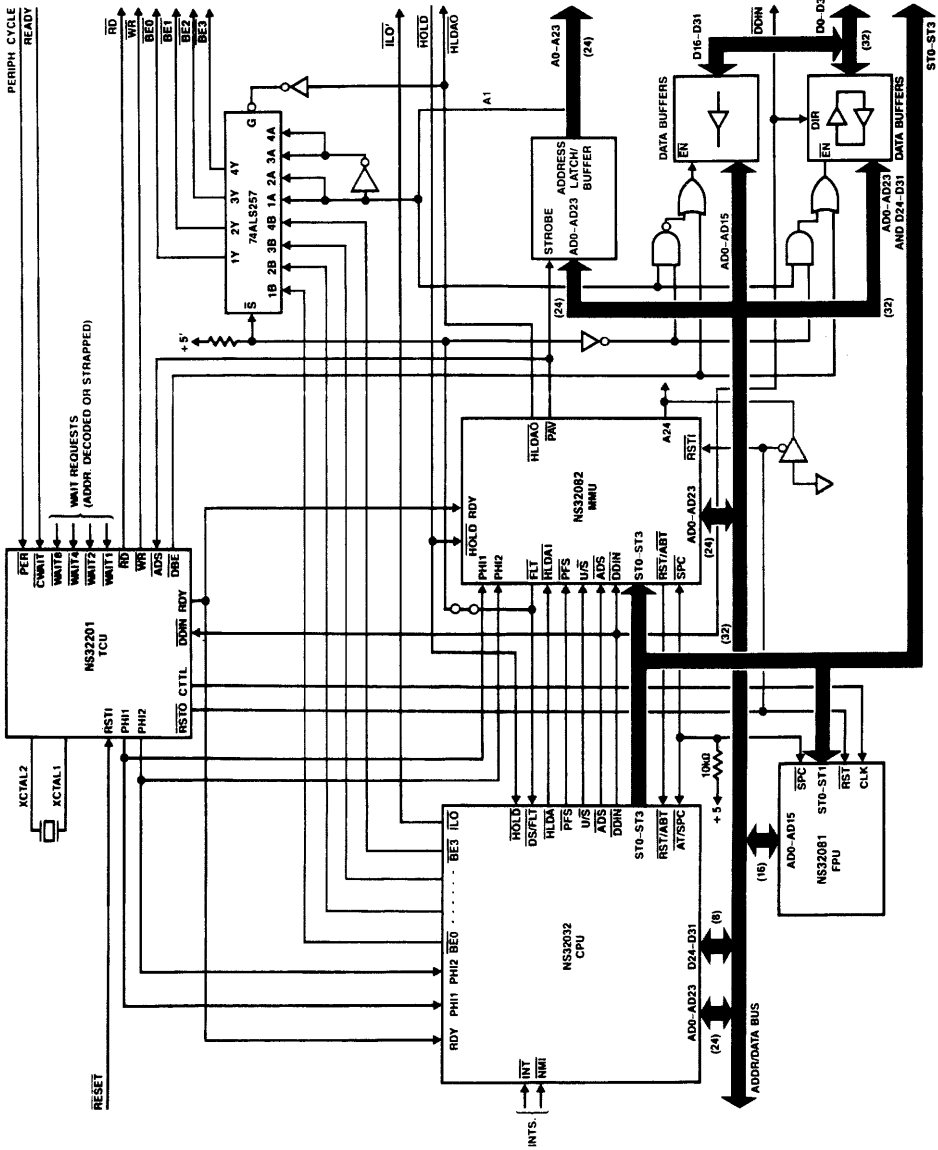 PERIPH CYCLE
READY
RD
WR
BE0
BE1
BE2
BE3
ILO'
HOLD
HLDAO
A0-A23
(24)
D16-D31
DDIN
(32)
ST0-ST3
A1
G
4A
3A
2A
1A
4B
3B
2B
1B
4Y
3Y
2Y
1Y
74ALS257
S
+5'
STROBE
AD0-AD23
ADDRESS
LATCH/
BUFFER
DATA BUFFERS
EN
DIR
EN
DATA BUFFERS
AD0-AD15
AD0-AD23
AND D24-D31
(24)
(32)
WAIT REQUESTS
(ADDR. DECODED OR STRAPPED)
PER
CWAIT
WAIT8
WAIT4
WAIT2
WAIT1
RD
WR
ADS
DBE
NS32201
TCU
RDY
DDIN
CTTL
RSTO
RSTI
PHI1
PHI2
XCTAL2
XCTAL1
RESET
HLDAO
PAV
A24
RSTI
NS32082
MMU
HOLD
RDY
PHI1
PHI2
FLT
HLDAI
PFS
U/S
ADS
DDIN
ST0-ST3
RST/ABT
SPC
AD0-AD23
(24)
(32)
ILO
BE3
......
BE0
PHI2
PHI1
RDY
NS32032
CPU
HOLD
DS/FLT
HLDA
PFS
U/S
ADS
DDIN
ST0-ST3
RST/ABT
AT/SPC
D24-D31
(8)
AD0-AD23
(24)
INT
NMI
INTS.
ADDR/DATA BUS
10kΩ
+5
(16)
AD0-AD15
SPC
ST0-ST1
RST
CLK
NS32081
FPU